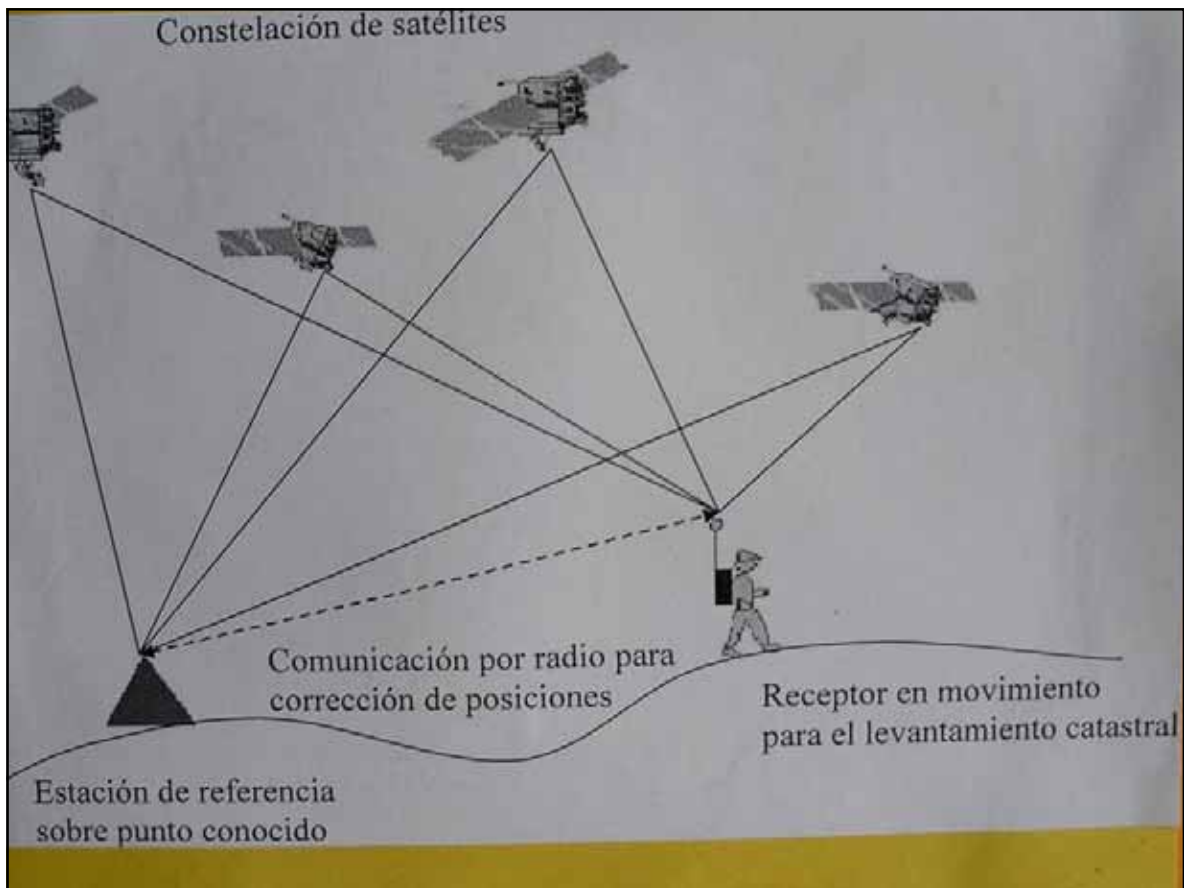 Constelación de satélites
Comunicación por radio para
corrección de posiciones
Receptor en movimiento
para el levantamiento catastral
Estación de referencia
sobre punto conocido